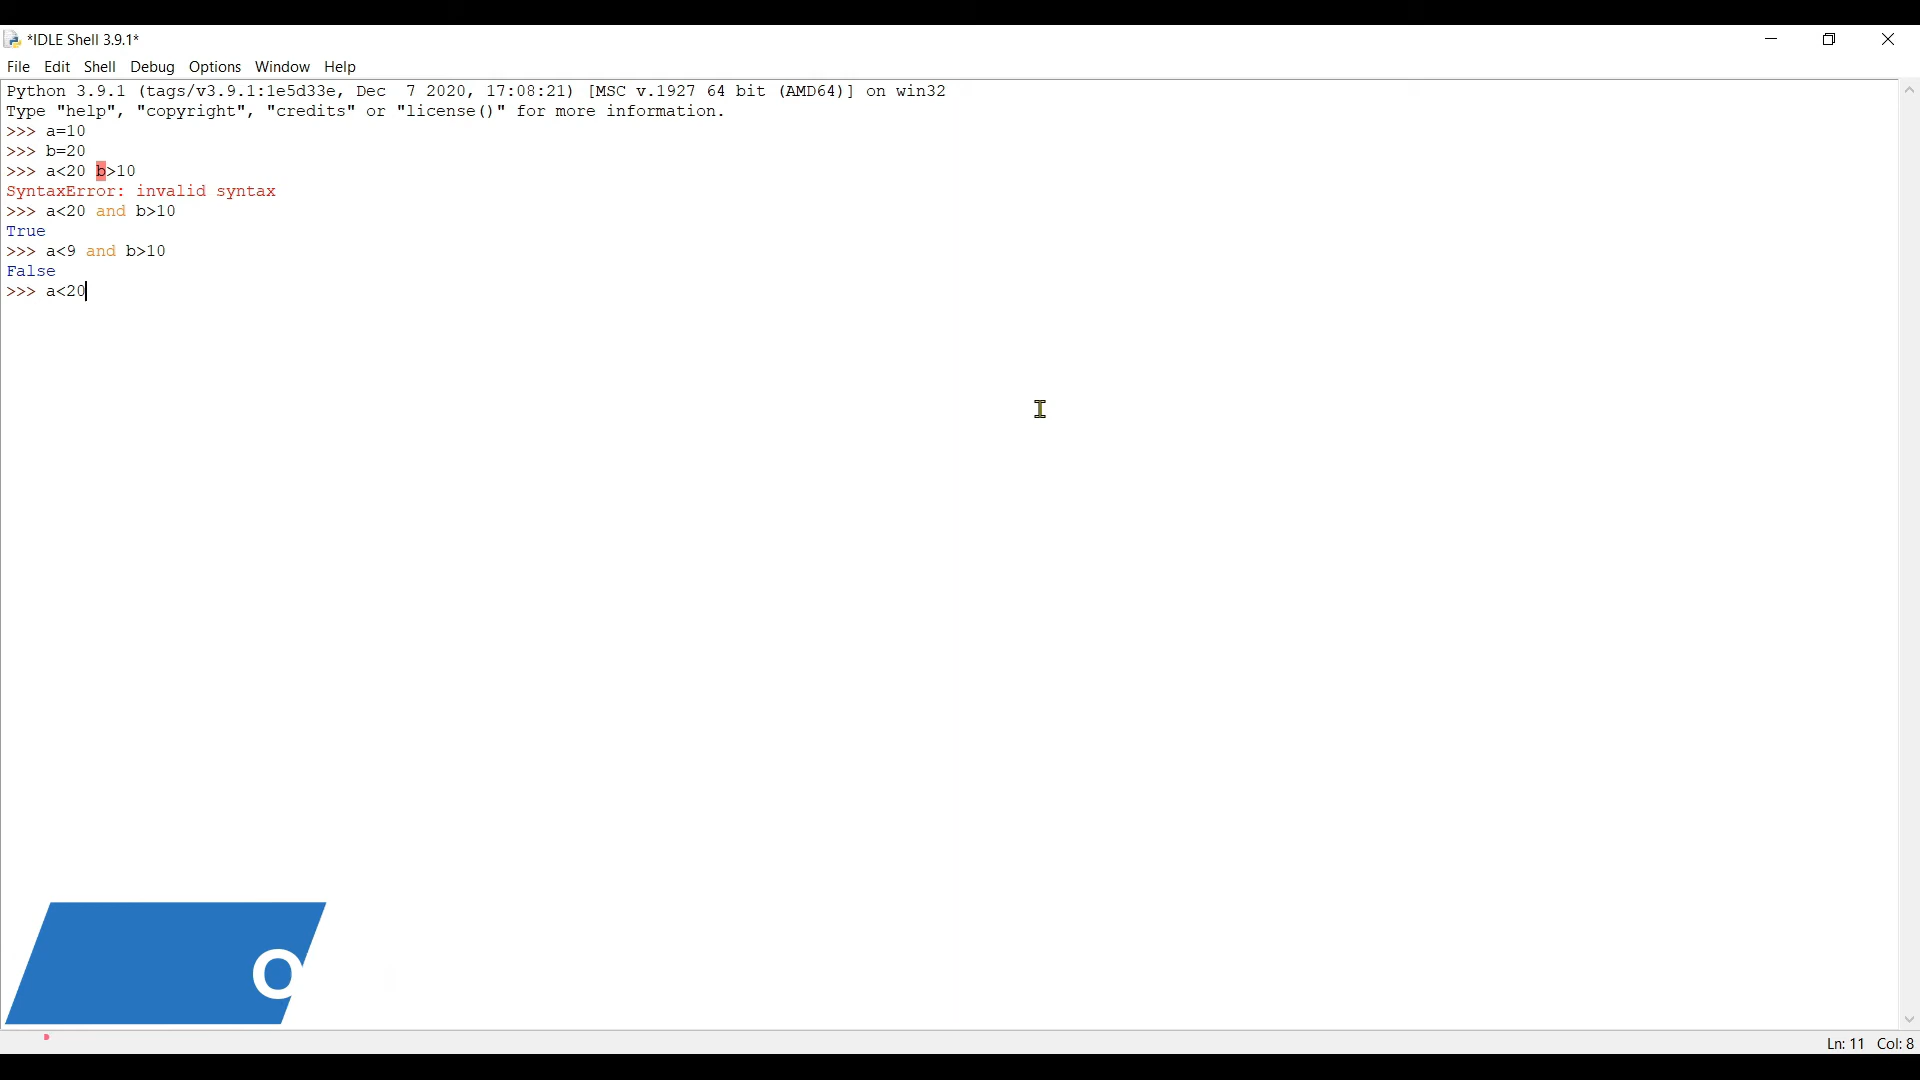 *IDLE Shell 3.9.1*
File Edit Shell Debug Options Window Help
Python 3.9.1 (tags/v3.9.1:1e5d33e, Dec  7 2020, 17:08:21) [MSC v.1927 64 bit (AMD64)] on win32
Type "help", "copyright", "credits" or "license()" for more information.
>>> a=10
>>> b=20
>>> a<20 b>10
SyntaxError: invalid syntax
>>> a<20 and b>10
True
>>> a<9 and b>10
False
>>> a<20
O
Ln: 11 Col: 8